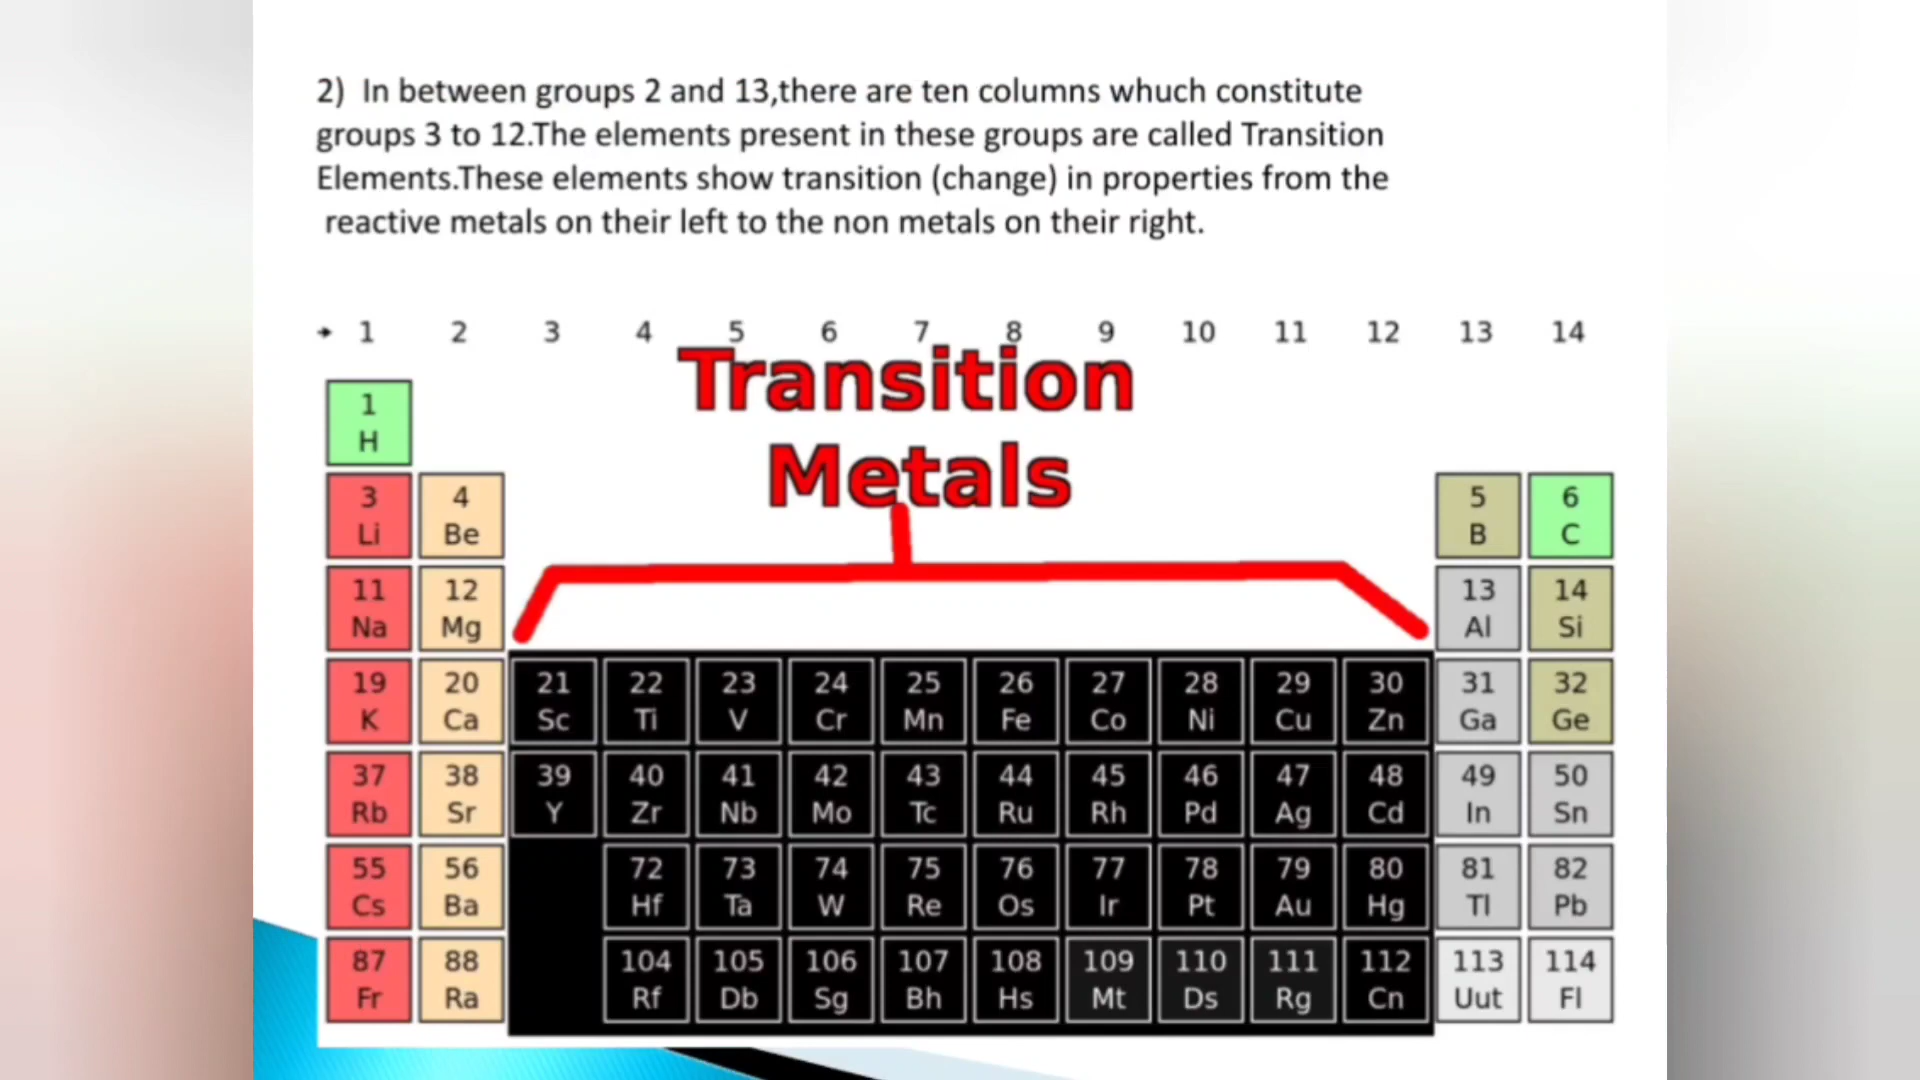 2)  In between groups 2 and 13,there are ten columns whuch constitute
groups 3 to 12.The elements present in these groups are called Transition
Elements.These elements show transition (change) in properties from the
reactive metals on their left to the non metals on their right.
→ 1 2 3 4 5 6 7 8 9 10 11 12 13 14
Transition
Metals
1
H
3 4 5 6
Li Be B C
11 12 13 14
Na Mg Al Si
19 20 21 22 23 24 25 26 27 28 29 30 31 32
K Ca Sc Ti V Cr Mn Fe Co Ni Cu Zn Ga Ge
37 38 39 40 41 42 43 44 45 46 47 48 49 50
Rb Sr Y Zr Nb Mo Tc Ru Rh Pd Ag Cd In Sn
55 56 72 73 74 75 76 77 78 79 80 81 82
Cs Ba Hf Ta W Re Os Ir Pt Au Hg Tl Pb
87 88 104 105 106 107 108 109 110 111 112 113 114
Fr Ra Rf Db Sg Bh Hs Mt Ds Rg Cn Uut Fl